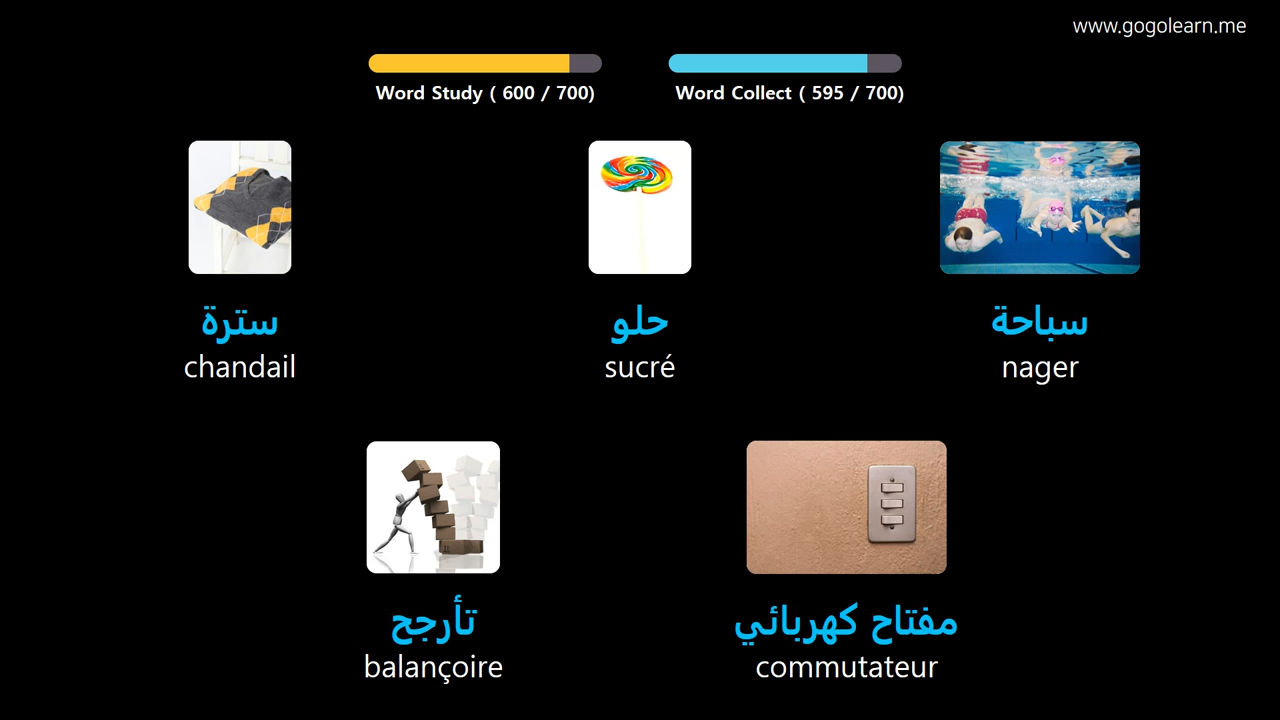 www.gogolearn.me
Word Study ( 600 / 700)
Word Collect ( 595 / 700)
سترة
chandail
حلو
sucré
سباحة
nager
تأرجح
balançoire
مفتاح كهربائي
commutateur